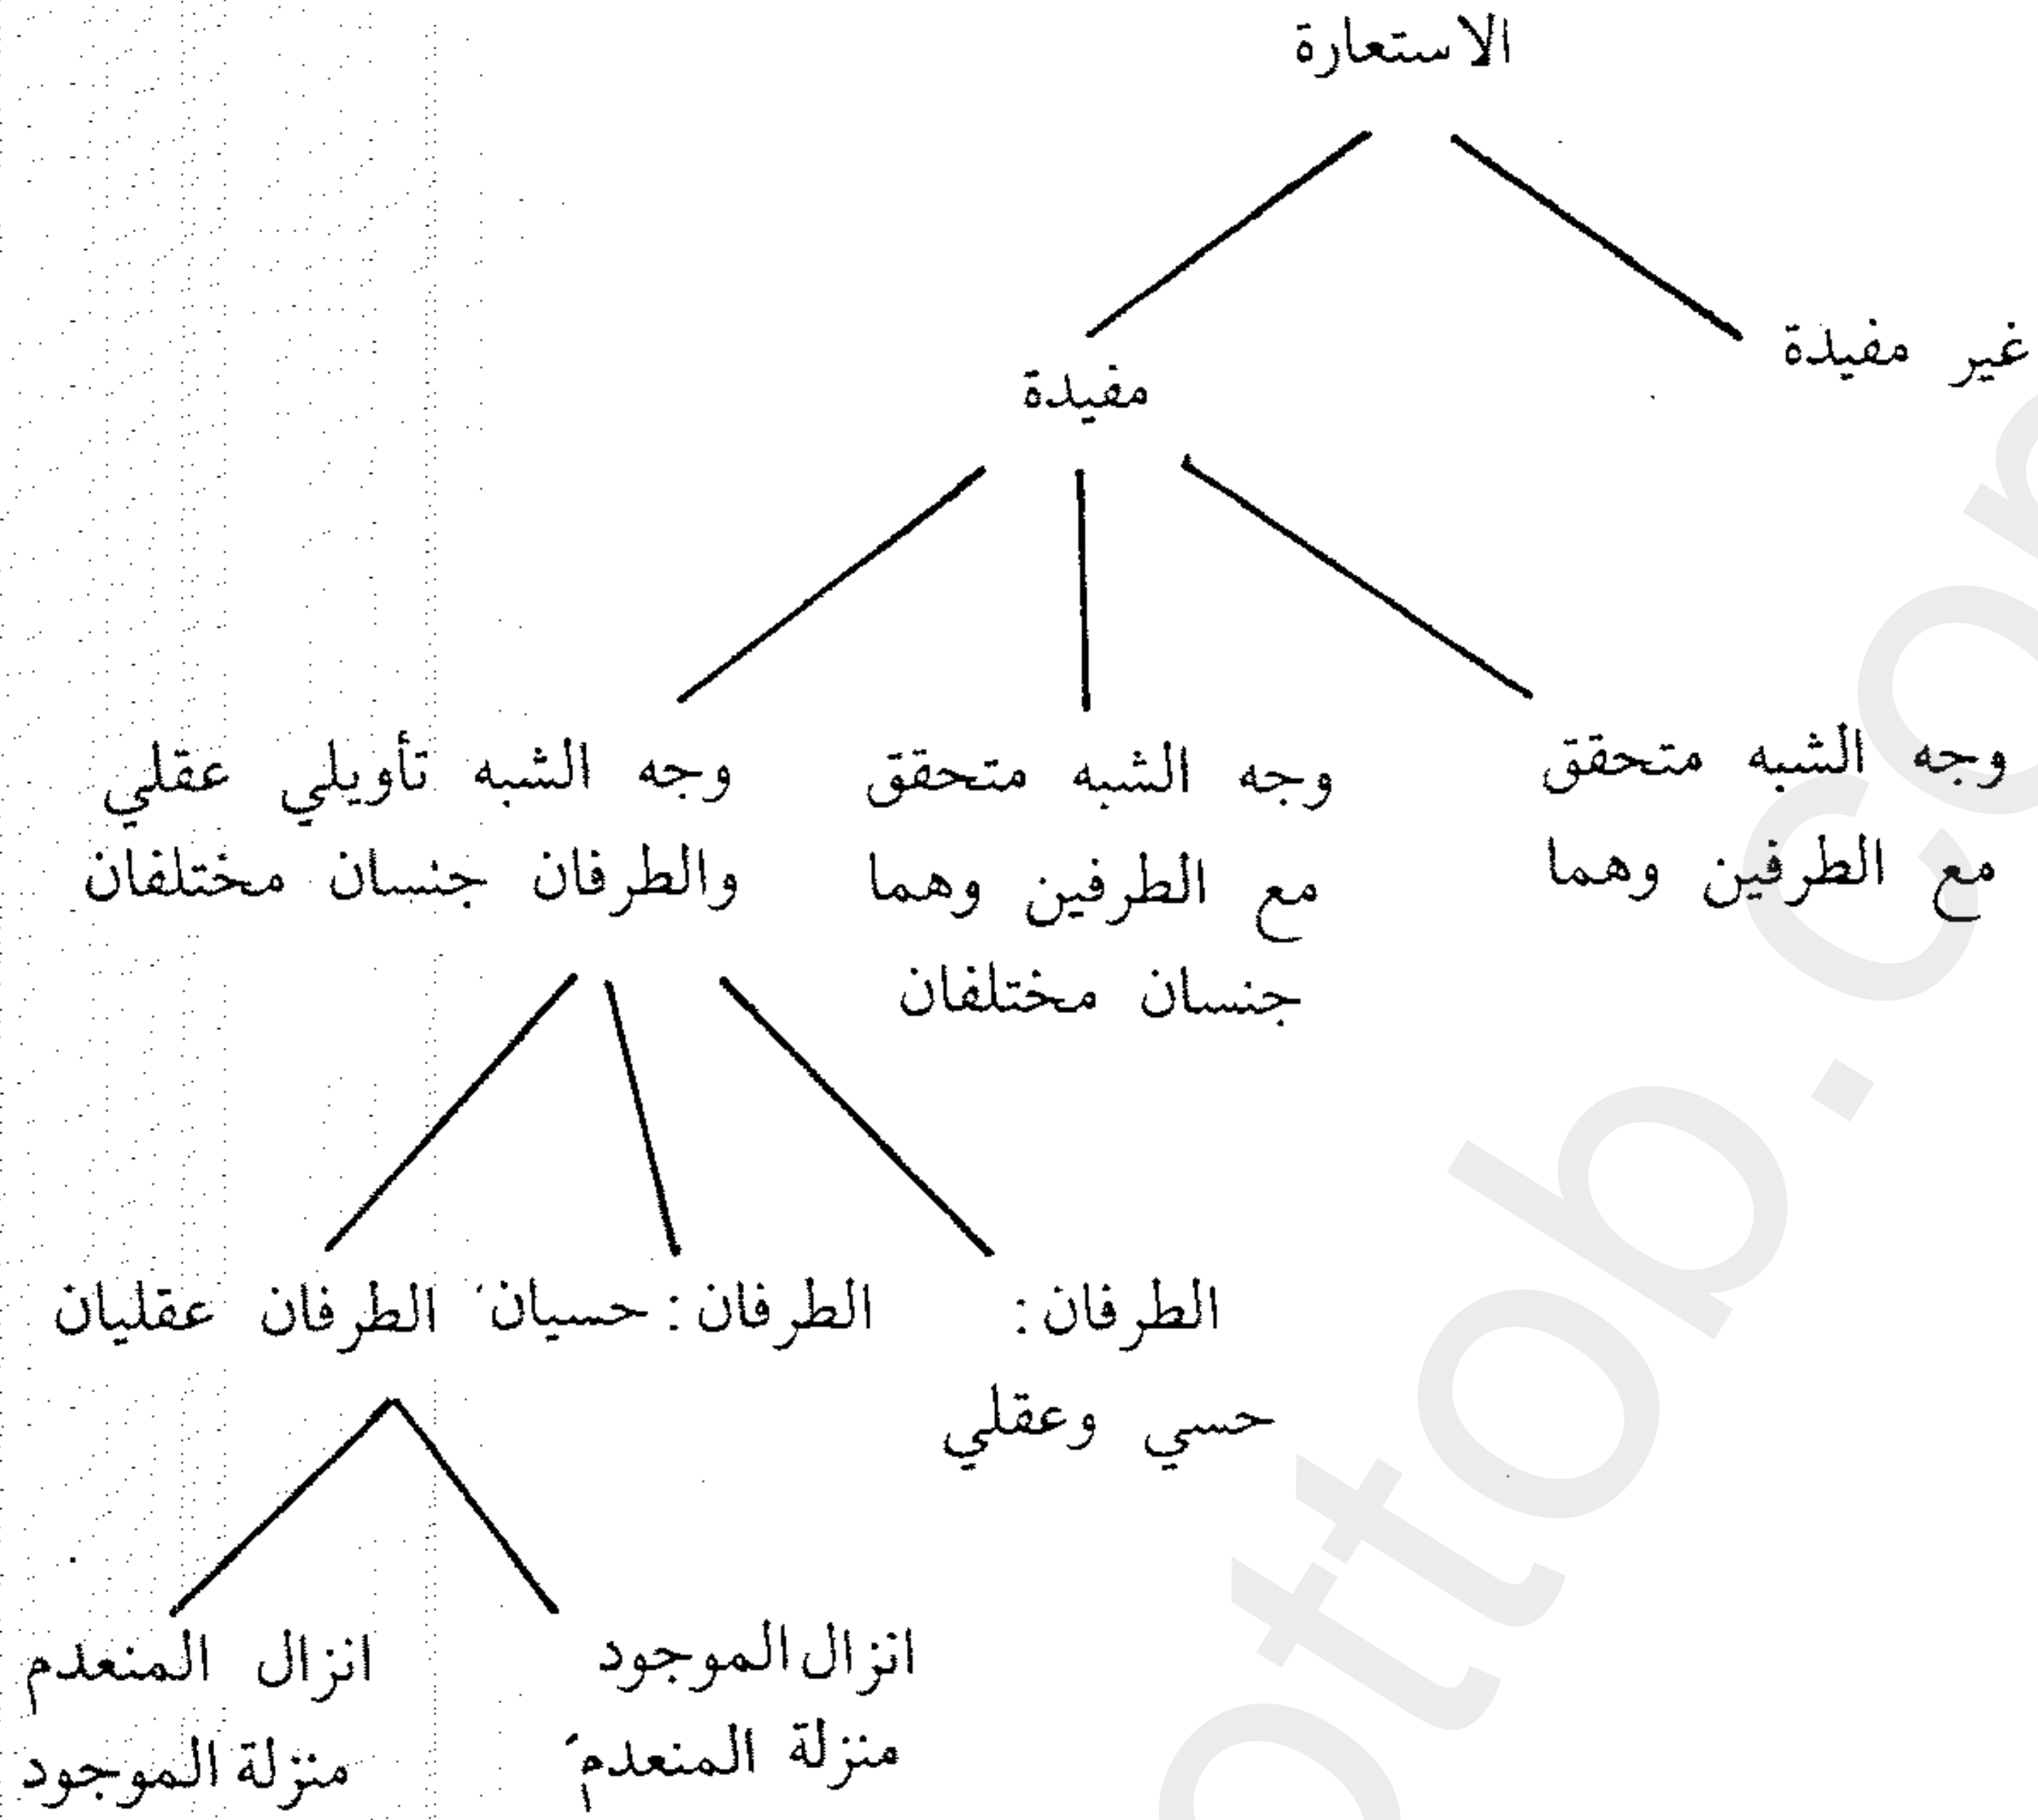 الاستعارة
غير مفيدة
مفيدة
وجه الشبه متحقق
مع الطرفين وهما
وجه الشبه متحقق
مع الطرفين وهما
جنسان مختلفان
وجه الشبه تأويلي عقلي
والطرفان جنسان مختلفان
الطرفان:
حسي وعقلي
الطرفان: حسيان
الطرفان عقليان
انزال الموجود
منزلة المنعدم
انزال المنعدم
منزلة الموجود